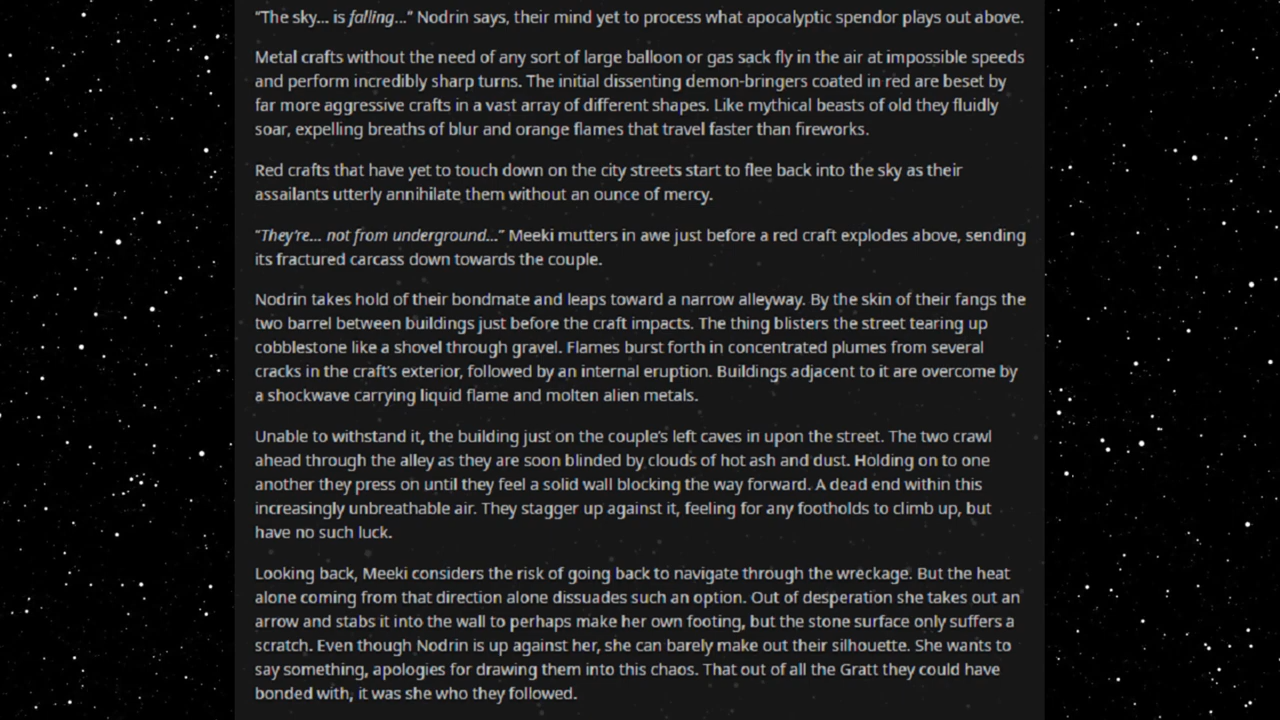 “The sky... is falling...” Nodrin says, their mind yet to process what apocalyptic spendor plays out above.
Metal crafts without the need of any sort of large balloon or gas sack fly in the air at impossible speeds
and perform incredibly sharp turns. The initial dissenting demon-bringers coated in red are beset by
far more aggressive crafts in a vast array of different shapes. Like mythical beasts of old they fluidly
soar, expelling breaths of blur and orange flames that travel faster than fireworks.
Red crafts that have yet to touch down on the city streets start to flee back into the sky as their
assailants utterly annihilate them without an ounce of mercy.
“They’re... not from underground...” Meeki mutters in awe just before a red craft explodes above, sending
its fractured carcass down towards the couple.
Nodrin takes hold of their bondmate and leaps toward a narrow alleyway. By the skin of their fangs the
two barrel between buildings just before the craft impacts. The thing blisters the street tearing up
cobblestone like a shovel through gravel. Flames burst forth in concentrated plumes from several
cracks in the craft’s exterior, followed by an internal eruption. Buildings adjacent to it are overcome by
a shockwave carrying liquid flame and molten alien metals.
Unable to withstand it, the building just on the couple’s left caves in upon the street. The two crawl
ahead through the alley as they are soon blinded by clouds of hot ash and dust. Holding on to one
another they press on until they feel a solid wall blocking the way forward. A dead end within this
increasingly unbreathable air. They stagger up against it, feeling for any footholds to climb up, but
have no such luck.
Looking back, Meeki considers the risk of going back to navigate through the wreckage. But the heat
alone coming from that direction alone dissuades such an option. Out of desperation she takes out an
arrow and stabs it into the wall to perhaps make her own footing, but the stone surface only suffers a
scratch. Even though Nodrin is up against her, she can barely make out their silhouette. She wants to
say something, apologies for drawing them into this chaos. That out of all the Gratt they could have
bonded with, it was she who they followed.